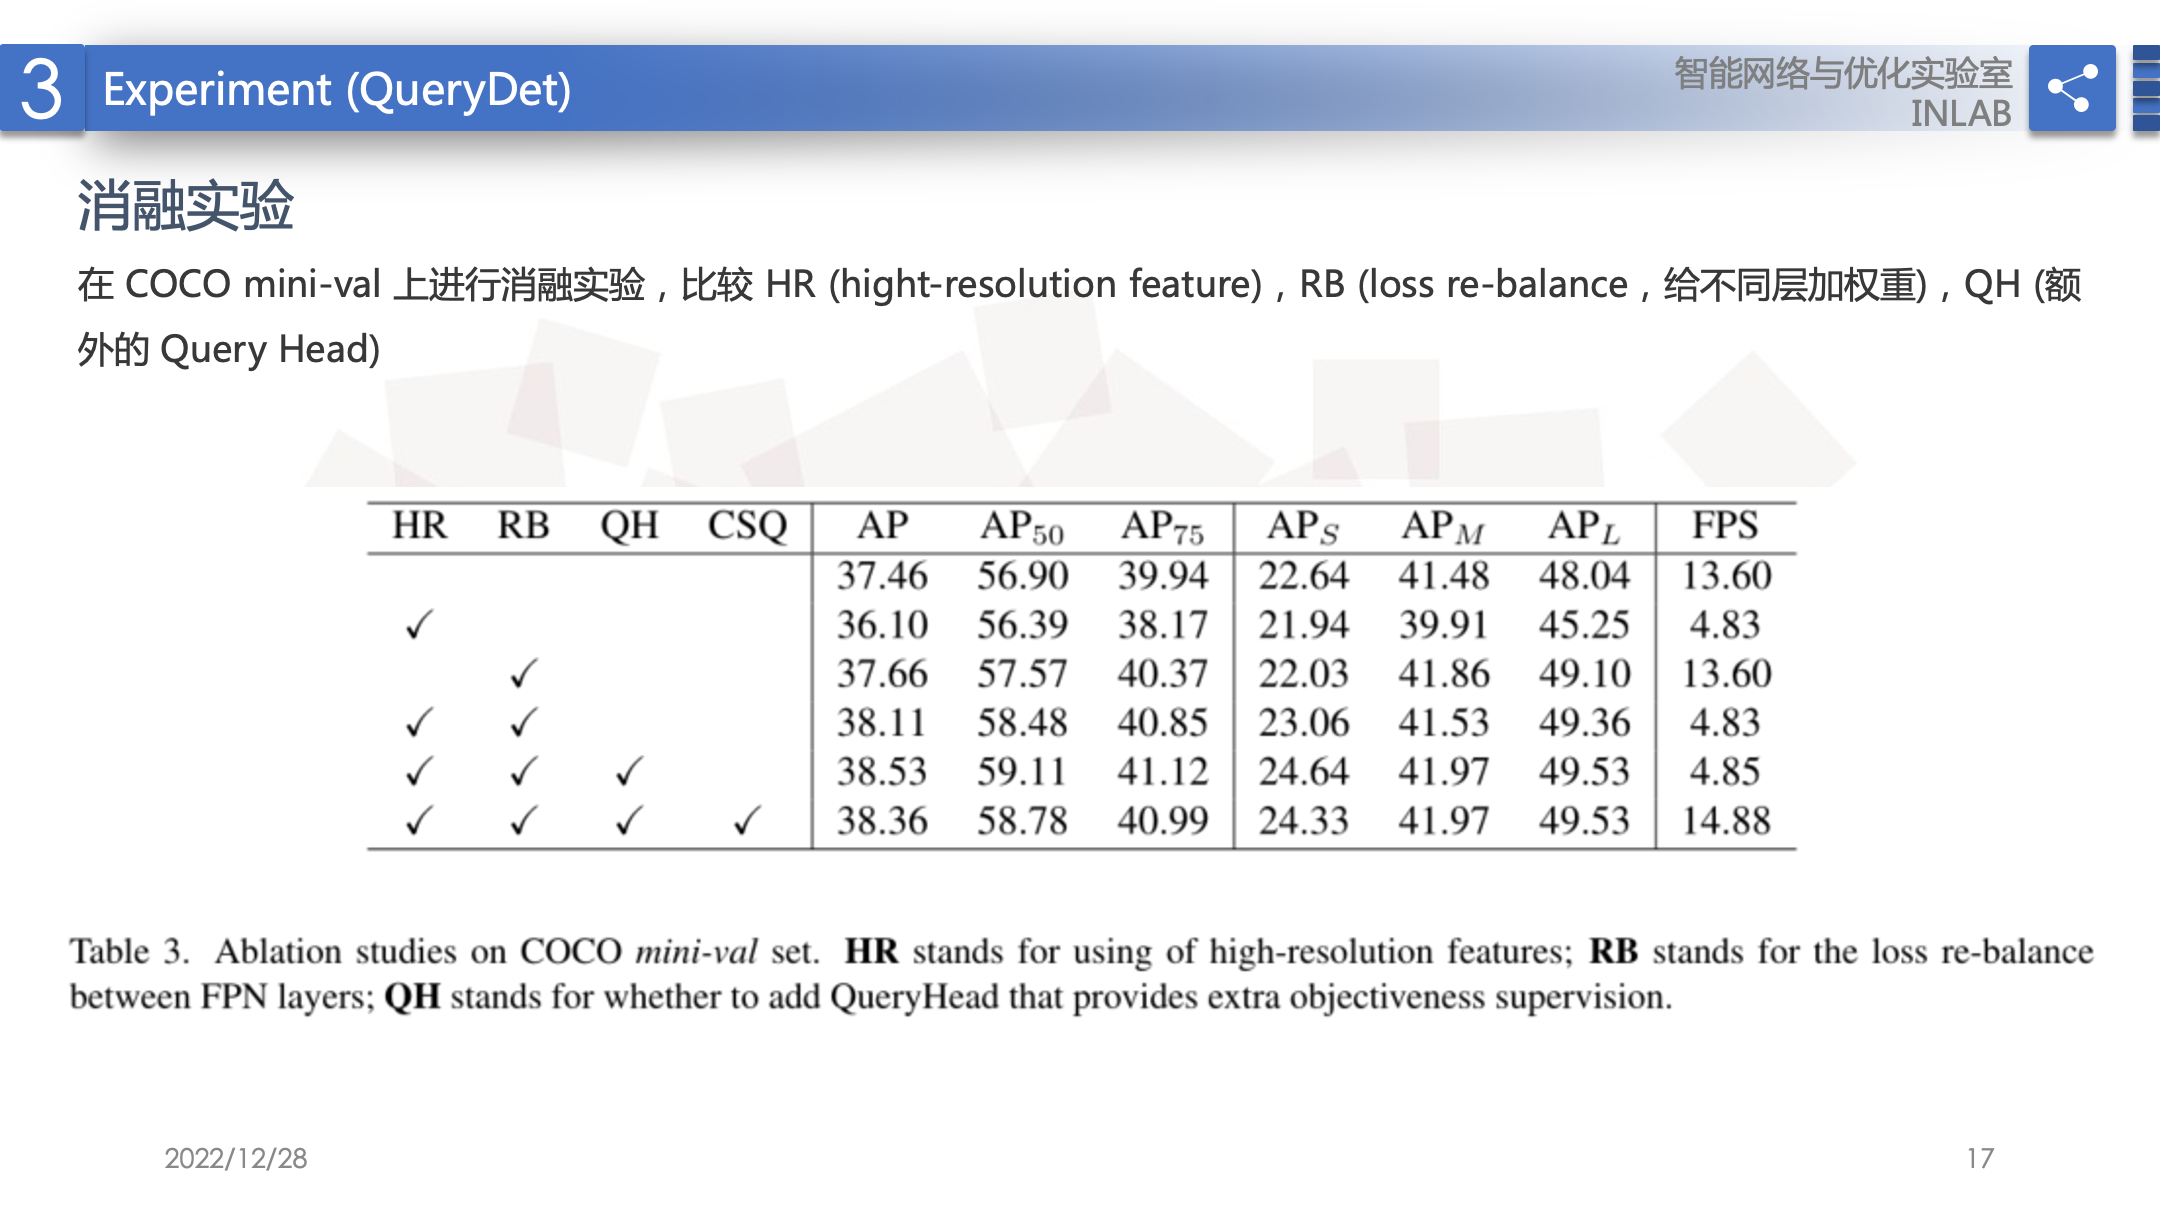 3 Experiment (QueryDet)
智能网络与优化实验室
INLAB
消融实验
在 COCO mini-val 上进行消融实验，比较 HR (hight-resolution feature)，RB (loss re-balance，给不同层加权重)，QH (额
外的 Query Head)
HR RB QH CSQ AP AP50 AP75 APS APM APL FPS
37.46 56.90 39.94 22.64 41.48 48.04 13.60
✓ 36.10 56.39 38.17 21.94 39.91 45.25 4.83
✓ 37.66 57.57 40.37 22.03 41.86 49.10 13.60
✓ ✓ 38.11 58.48 40.85 23.06 41.53 49.36 4.83
✓ ✓ ✓ 38.53 59.11 41.12 24.64 41.97 49.53 4.85
✓ ✓ ✓ ✓ 38.36 58.78 40.99 24.33 41.97 49.53 14.88
Table 3. Ablation studies on COCO mini-val set. HR stands for using of high-resolution features; RB stands for the loss re-balance
between FPN layers; QH stands for whether to add QueryHead that provides extra objectiveness supervision.
2022/12/28
17